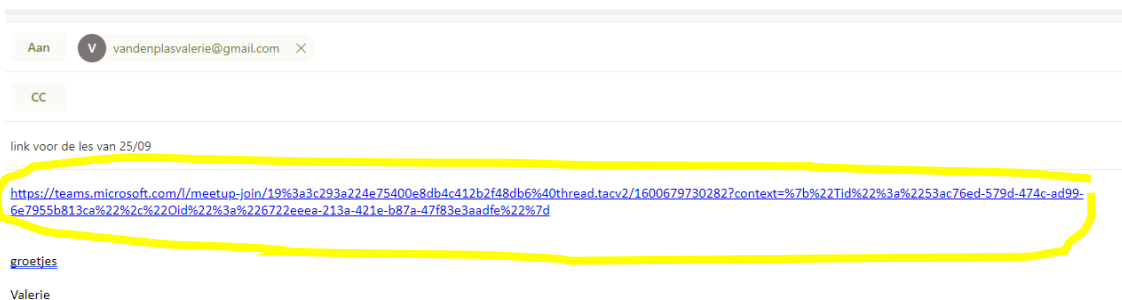 Aan V vandenplasvalerie@gmail.com
CC
link voor de les van 25/09
https://teams.microsoft.com/l/meetup-join/19%3a3c293a224e75400e8db4c412b2f48db6%40thread.tacv2/1600679730282?context=%7b%22Tid%22%3a%2253ac76ed-579d-474c-ad99-
6e7955b813ca%22%2c%22Oid%22%3a%226722eeea-213a-421e-b87a-47f83e3aadfe%22%7d
groetjes
Valerie